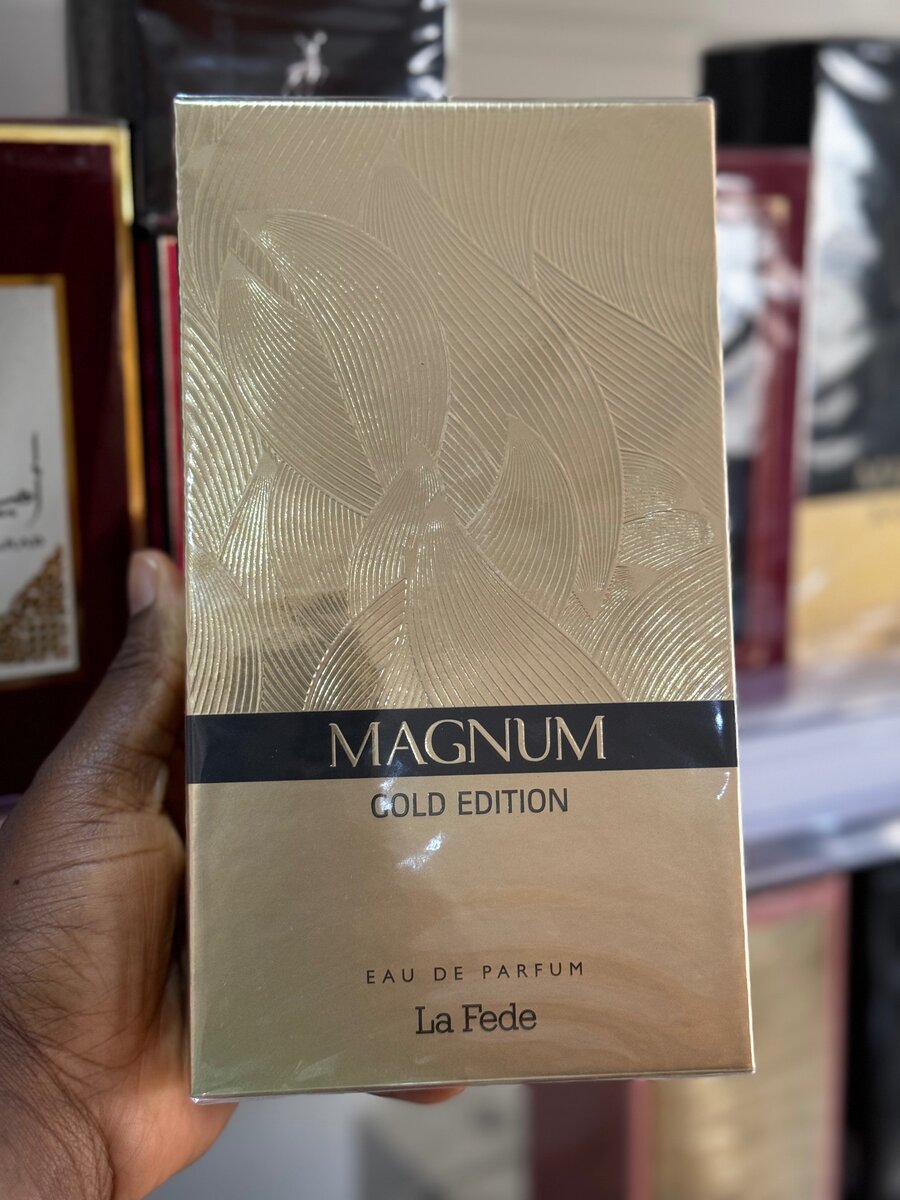 MAGNUM
GOLD EDITION
EAU DE PARFUM
La Fede